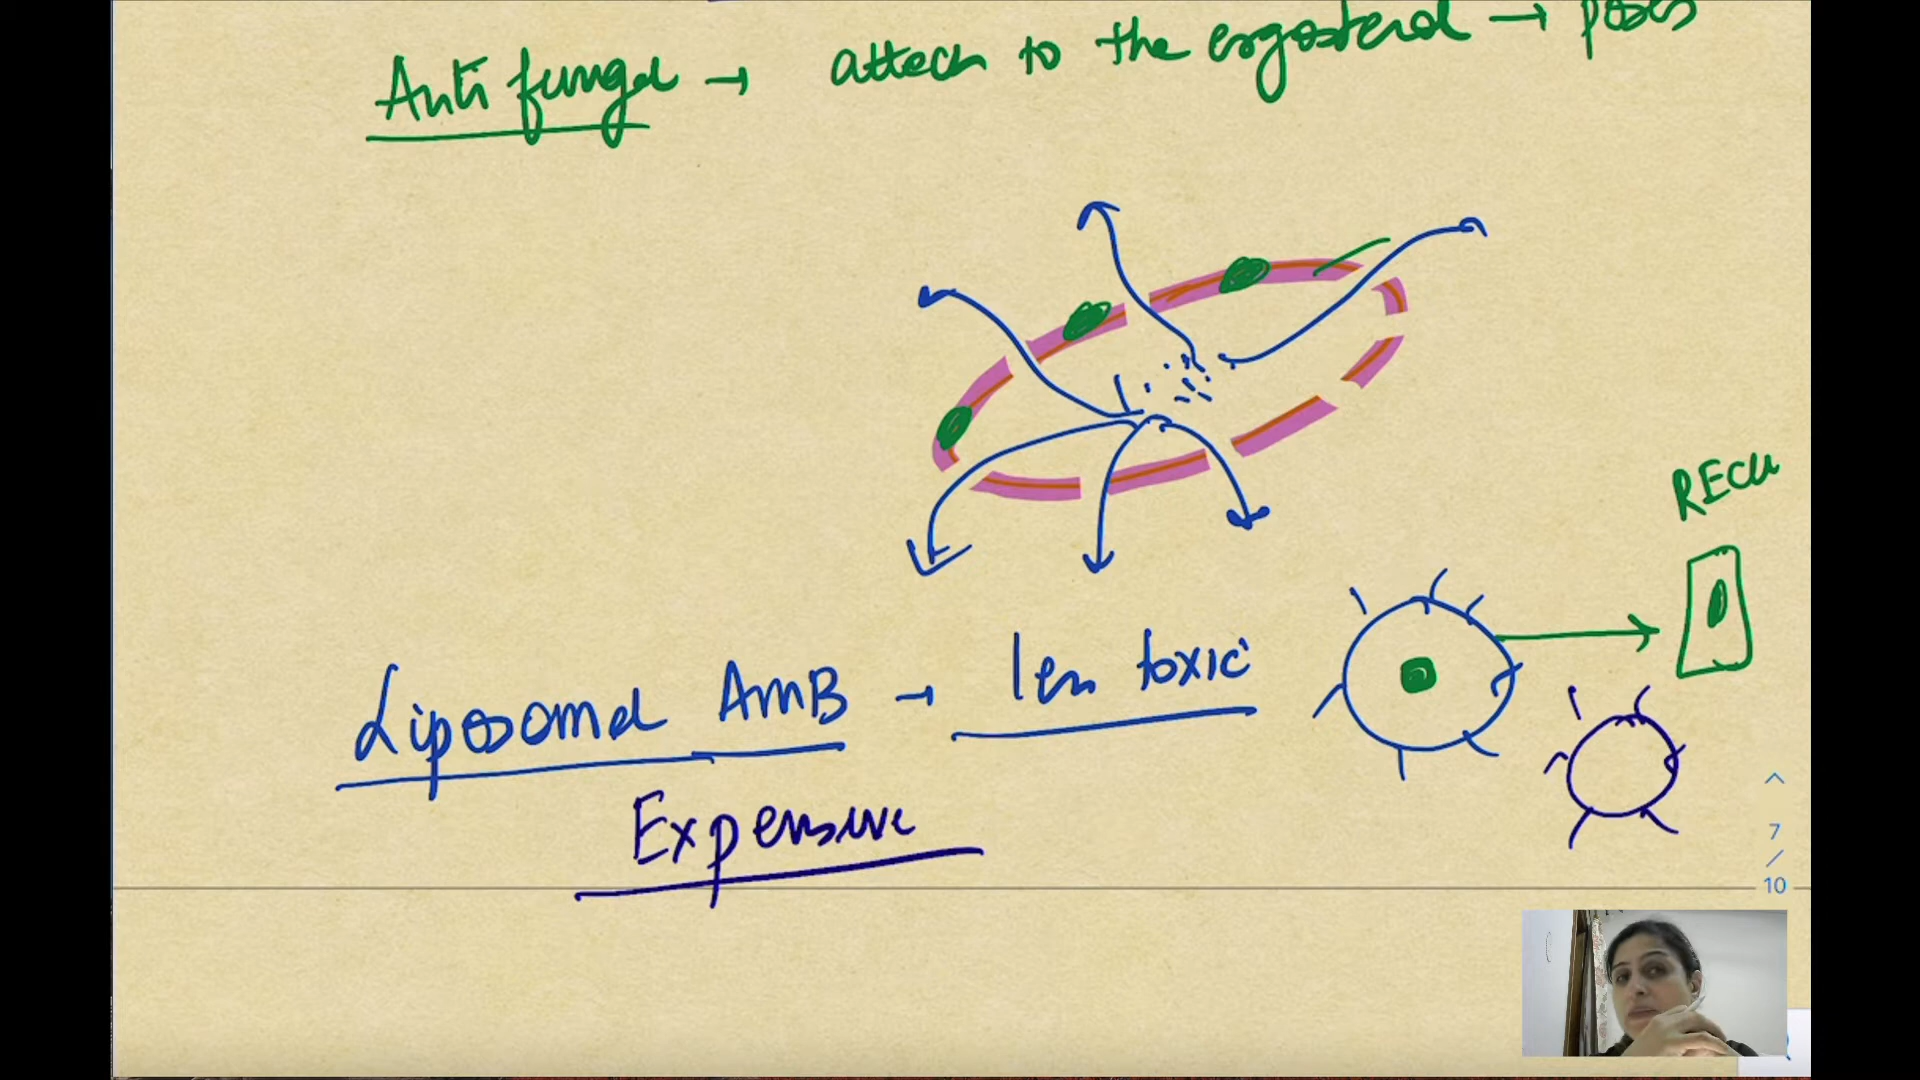 Anti fungal → attach to the ergosterol → pores
RECU
Liposomal AmB → less toxic
Expensive
7
/
10